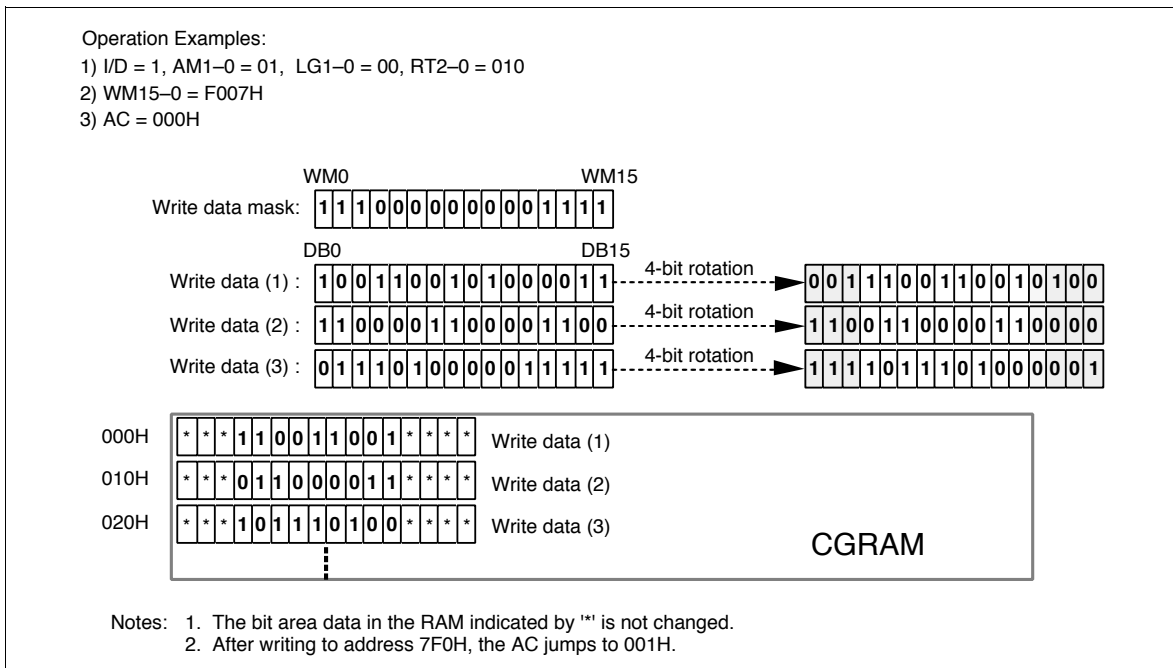 Operation Examples:
1) I/D = 1, AM1–0 = 01, LG1–0 = 00, RT2–0 = 010
2) WM15–0 = F007H
3) AC = 000H
WM0 WM15
Write data mask: 1 1 1 0 0 0 0 0 0 0 0 0 1 1 1 1
DB0 DB15
Write data (1) : 1 0 0 1 1 0 0 1 0 1 0 0 0 0 1 1 4-bit rotation 0 0 1 1 1 0 0 1 1 0 0 1 0 1 0 0
Write data (2) : 1 1 0 0 0 0 1 1 0 0 0 0 1 1 0 0 4-bit rotation 1 1 0 0 1 1 0 0 0 0 1 1 0 0 0 0
Write data (3) : 0 1 1 1 0 1 0 0 0 0 0 1 1 1 1 1 4-bit rotation 1 1 1 1 0 1 1 1 0 1 0 0 0 0 0 1
000H * * * 1 1 0 0 1 1 0 0 1 * * * * Write data (1)
010H * * * 0 1 1 0 0 0 0 1 1 * * * * Write data (2)
020H * * * 1 0 1 1 1 0 1 0 0 * * * * Write data (3)
CGRAM
Notes: 1. The bit area data in the RAM indicated by '*' is not changed.
2. After writing to address 7F0H, the AC jumps to 001H.